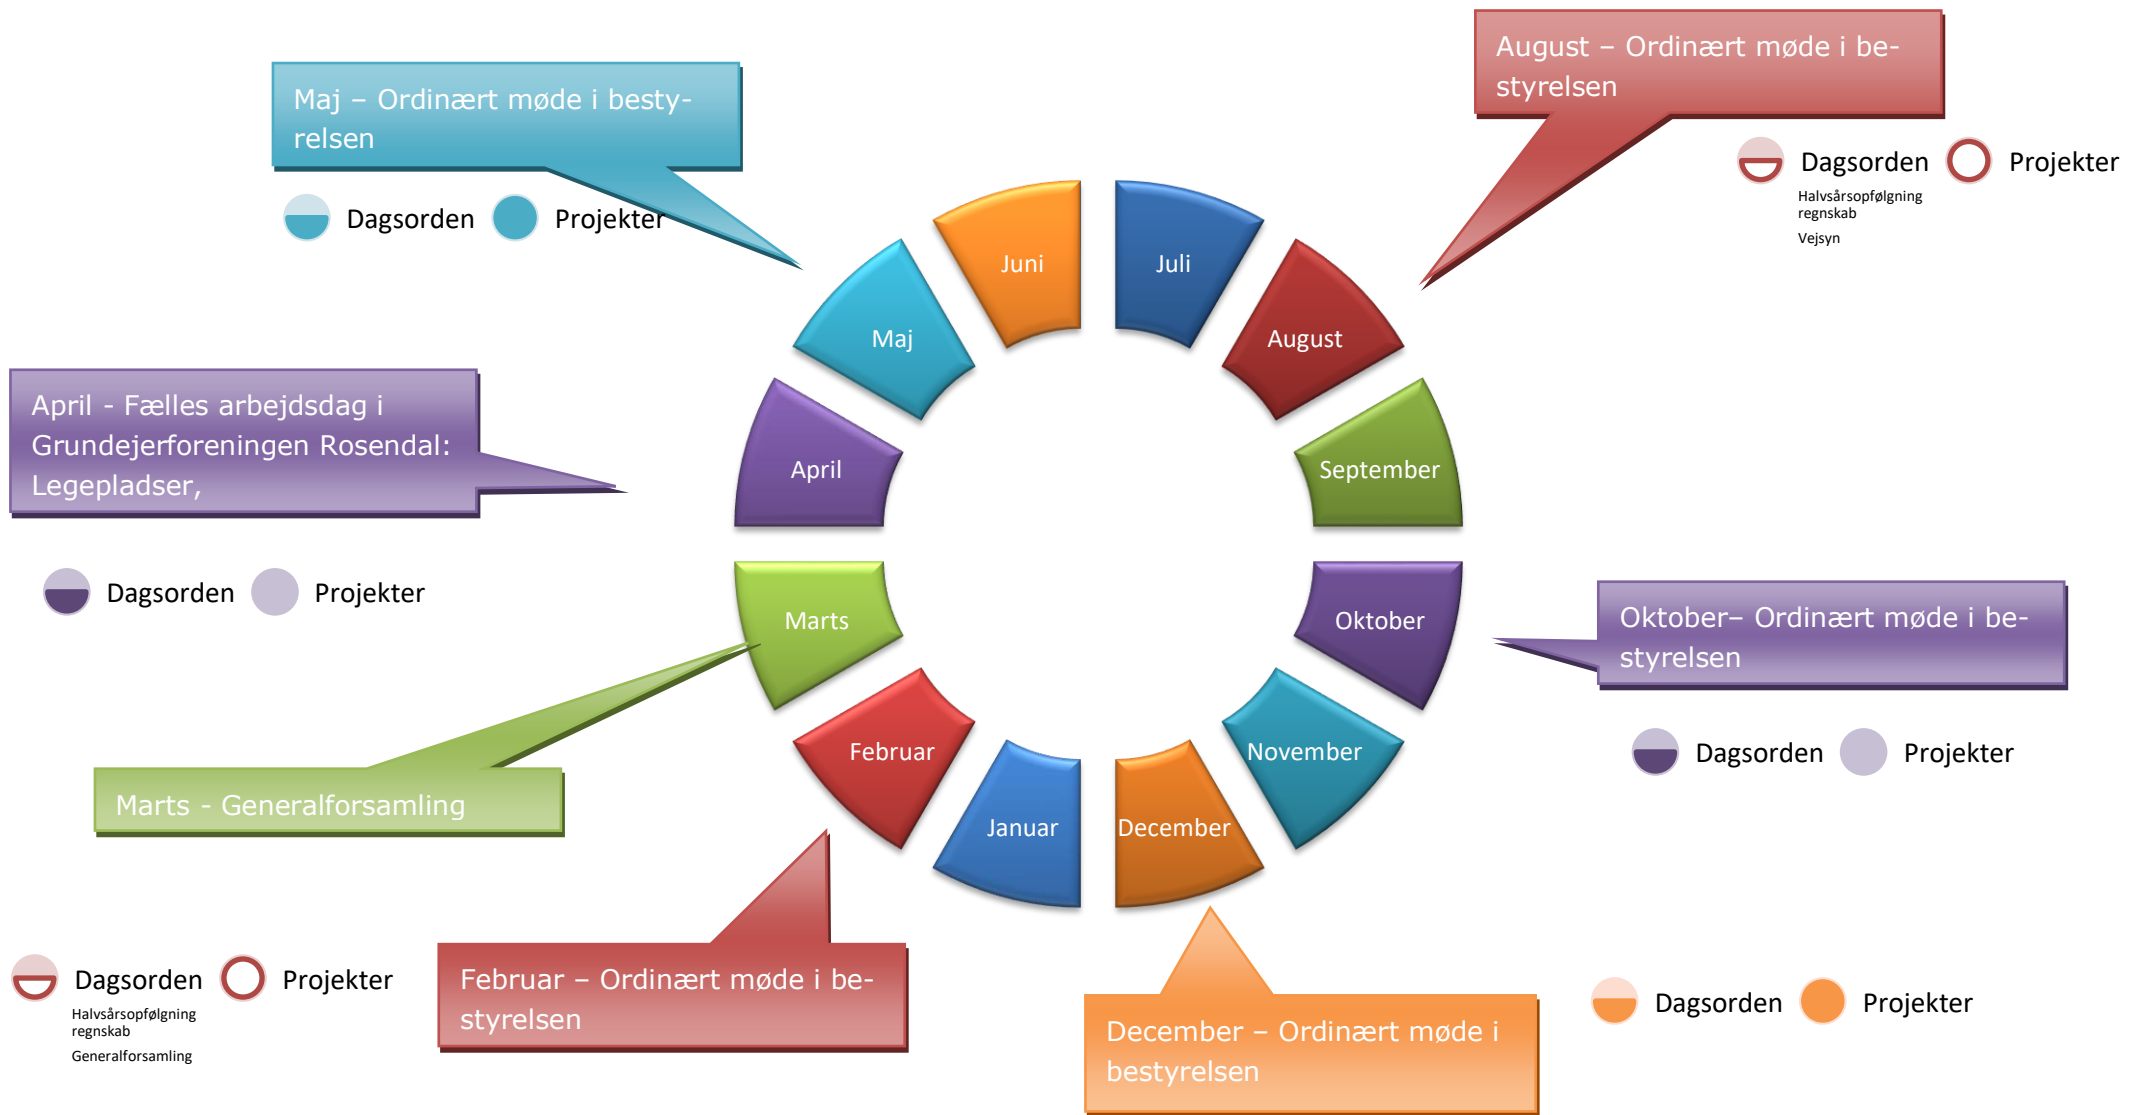 August – Ordinært møde i be-
styrelsen
Maj – Ordinært møde i besty-
relsen
Dagsorden
Projekter
Halvsårsopfølgning
regnskab
Vejsyn
Dagsorden
Projekter
Juni
Juli
Maj
August
April - Fælles arbejdsdag i
Grundejerforeningen Rosendal:
Legepladser,
April
September
Dagsorden
Projekter
Marts
Oktober
Oktober– Ordinært møde i be-
styrelsen
Dagsorden
Projekter
Februar
November
Marts - Generalforsamling
Januar
December
Dagsorden
Projekter
Halvsårsopfølgning
regnskab
Generalforsamling
Februar – Ordinært møde i be-
styrelsen
December – Ordinært møde i
bestyrelsen
Dagsorden
Projekter